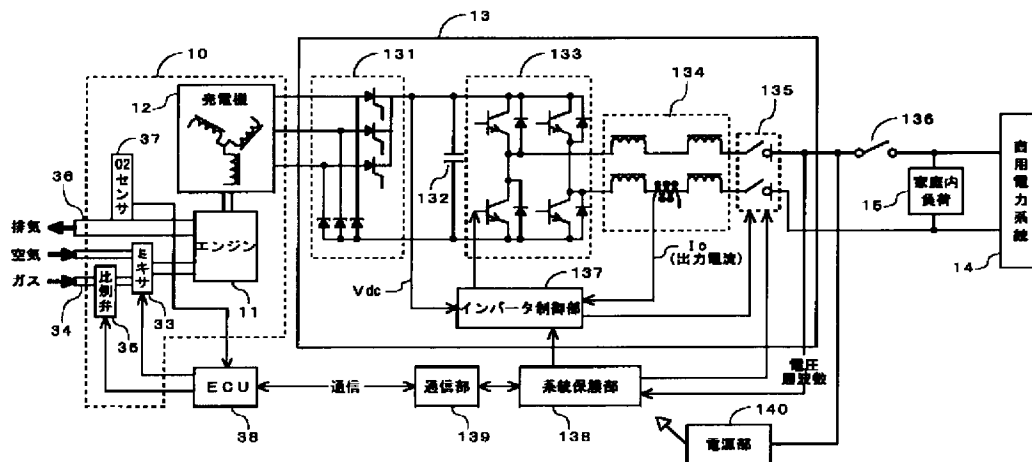 13
10
131
133
134
135
136
12
発電機
37
O2センサ
132
36
排気
空気
ガス
34
比例弁
35
ミキサ
33
エンジン
11
Vdc
Io
(出力電流)
137
インバータ制御部
15
家庭内
負荷
商用電力系統
14
電圧
周波数
ECU
38
通信
通信部
139
系統保護部
138
140
電源部